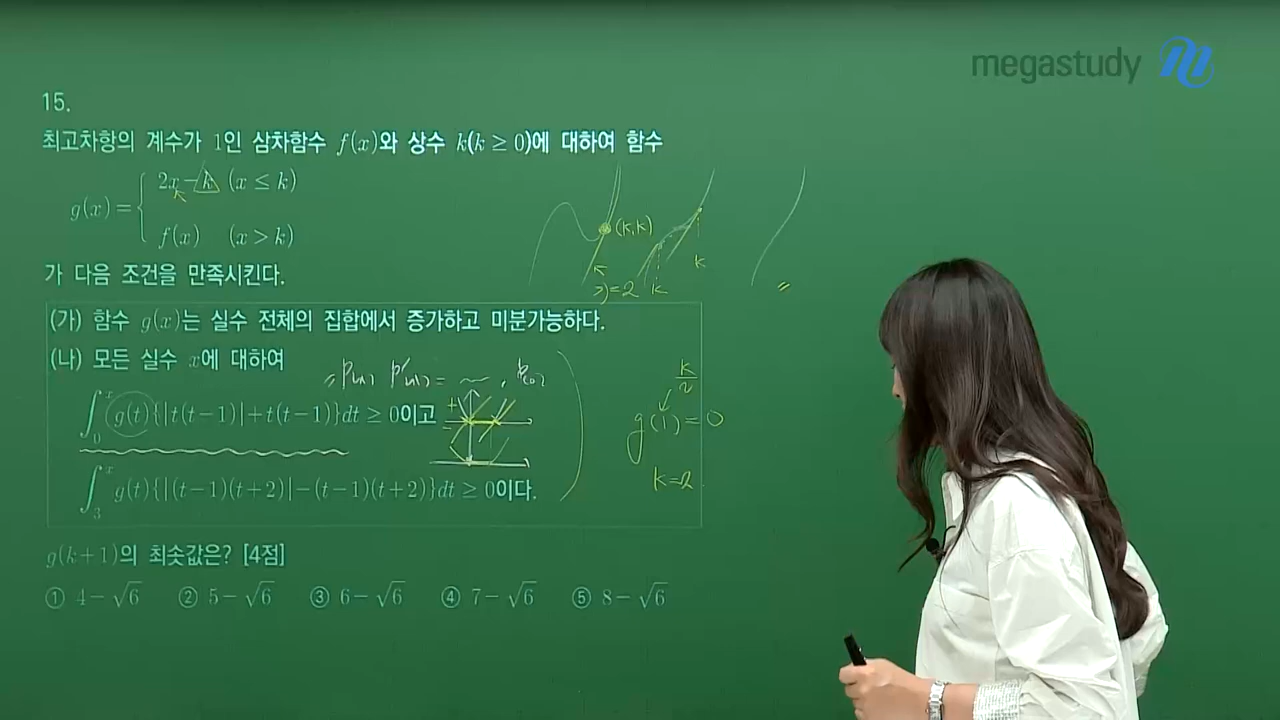 megastudy
15.
최고차항의 계수가 1인 삼차함수 f(x)와 상수 k(k ≥ 0)에 대하여 함수
g(x) = { 2x − k (x ≤ k)
f(x) (x > k)
가 다음 조건을 만족시킨다.
(k, k)
k
=2 k
(가) 함수 g(x)는 실수 전체의 집합에서 증가하고 미분가능하다.
(나) 모든 실수 x에 대하여
∫₀ˣ g(t){|t(t−1)|+t(t−1)}dt ≥ 0이고
∫₃ˣ g(t){|(t−1)(t+2)|−(t−1)(t+2)}dt ≥ 0이다.
k/2
g(1)=0
k=2
g(k+1)의 최솟값은? [4점]
① 4−√6 ② 5−√6 ③ 6−√6 ④ 7−√6 ⑤ 8−√6